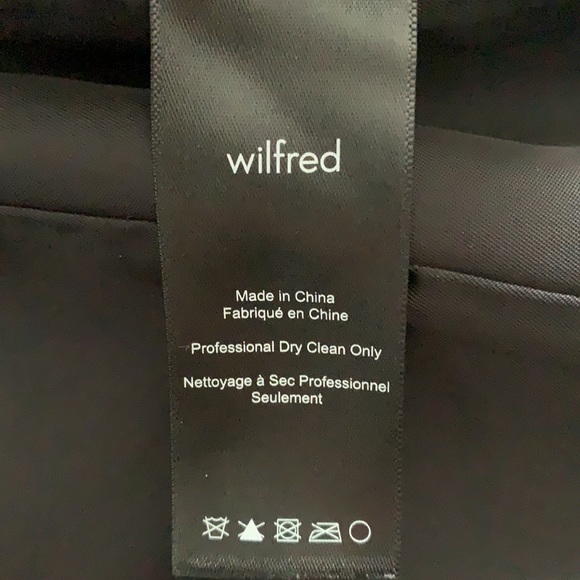 wilfred
Made in China
Fabriqué en Chine
Professional Dry Clean Only
Nettoyage à Sec Professionnel
Seulement